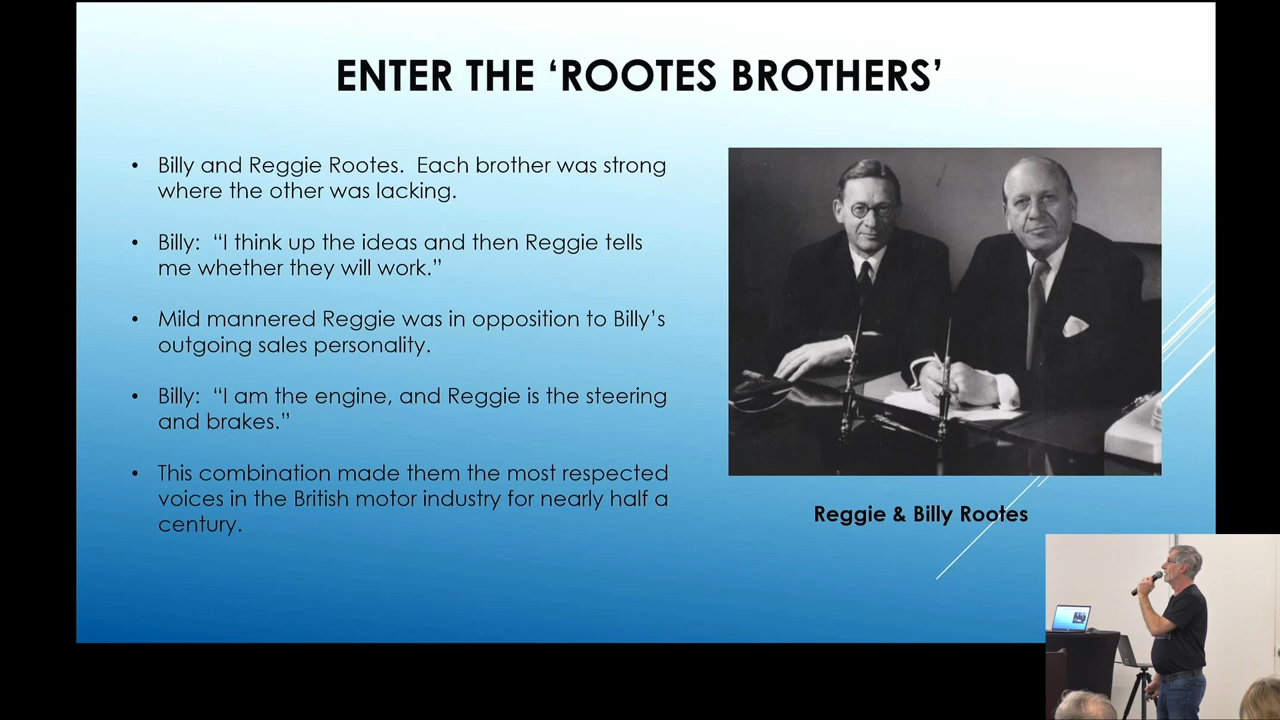 ENTER THE ‘ROOTES BROTHERS’
• Billy and Reggie Rootes.  Each brother was strong
where the other was lacking.
• Billy:  “I think up the ideas and then Reggie tells
me whether they will work.”
• Mild mannered Reggie was in opposition to Billy’s
outgoing sales personality.
• Billy:  “I am the engine, and Reggie is the steering
and brakes.”
• This combination made them the most respected
voices in the British motor industry for nearly half a
century.
Reggie & Billy Rootes